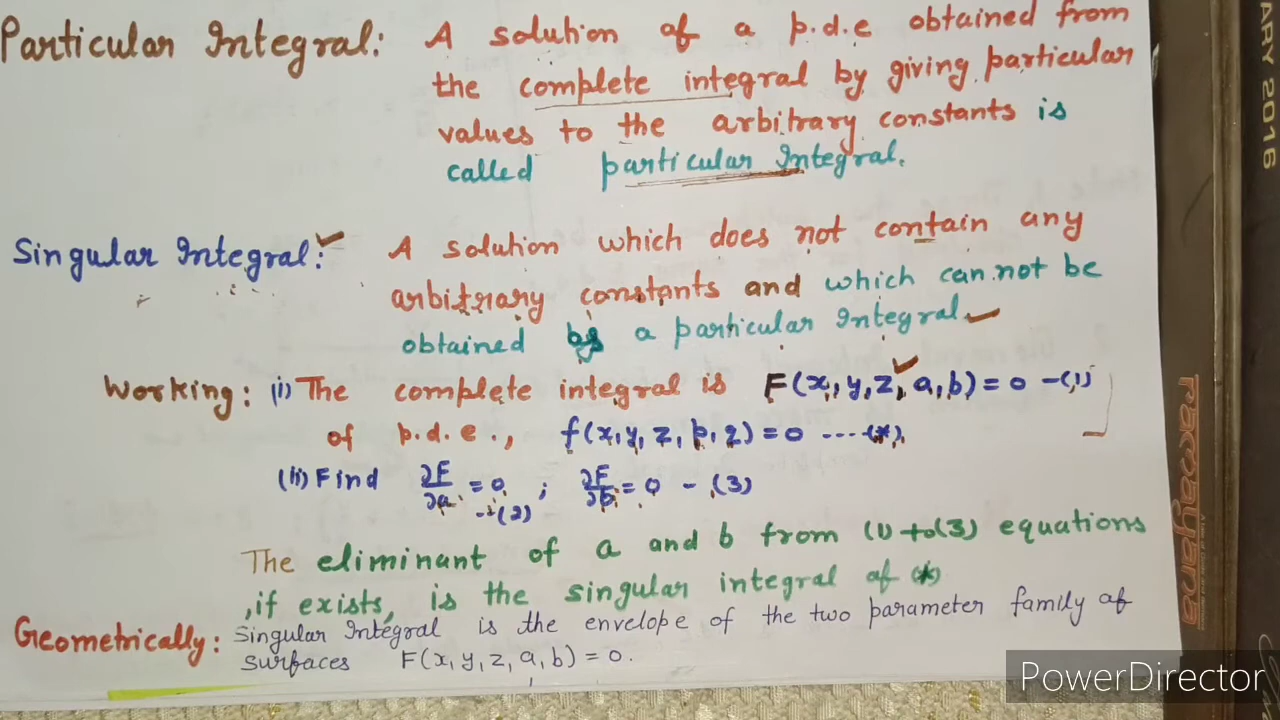 Particular Integral: A solution of a p.d.e obtained from
the complete integral by giving particular
values to the arbitrary constants is
called particular Integral.
Singular Integral: A solution which does not contain any
arbitrary constants and which can not be
obtained by a particular Integral.
Working: (i) The complete integral is F(x, y, z, a, b) = 0 -(1)
of p.d.e., f(x, y, z, p, q) = 0 ----(*)
(ii) Find ∂F/∂a = 0 -(2) ; ∂F/∂b = 0 - (3)
The eliminant of a and b from (1) to (3) equations
, if exists, is the singular integral of (*)
Geometrically: Singular Integral is the envelope of the two parameter family of
surfaces F(x, y, z, a, b) = 0.
ARY 2016
PowerDirector